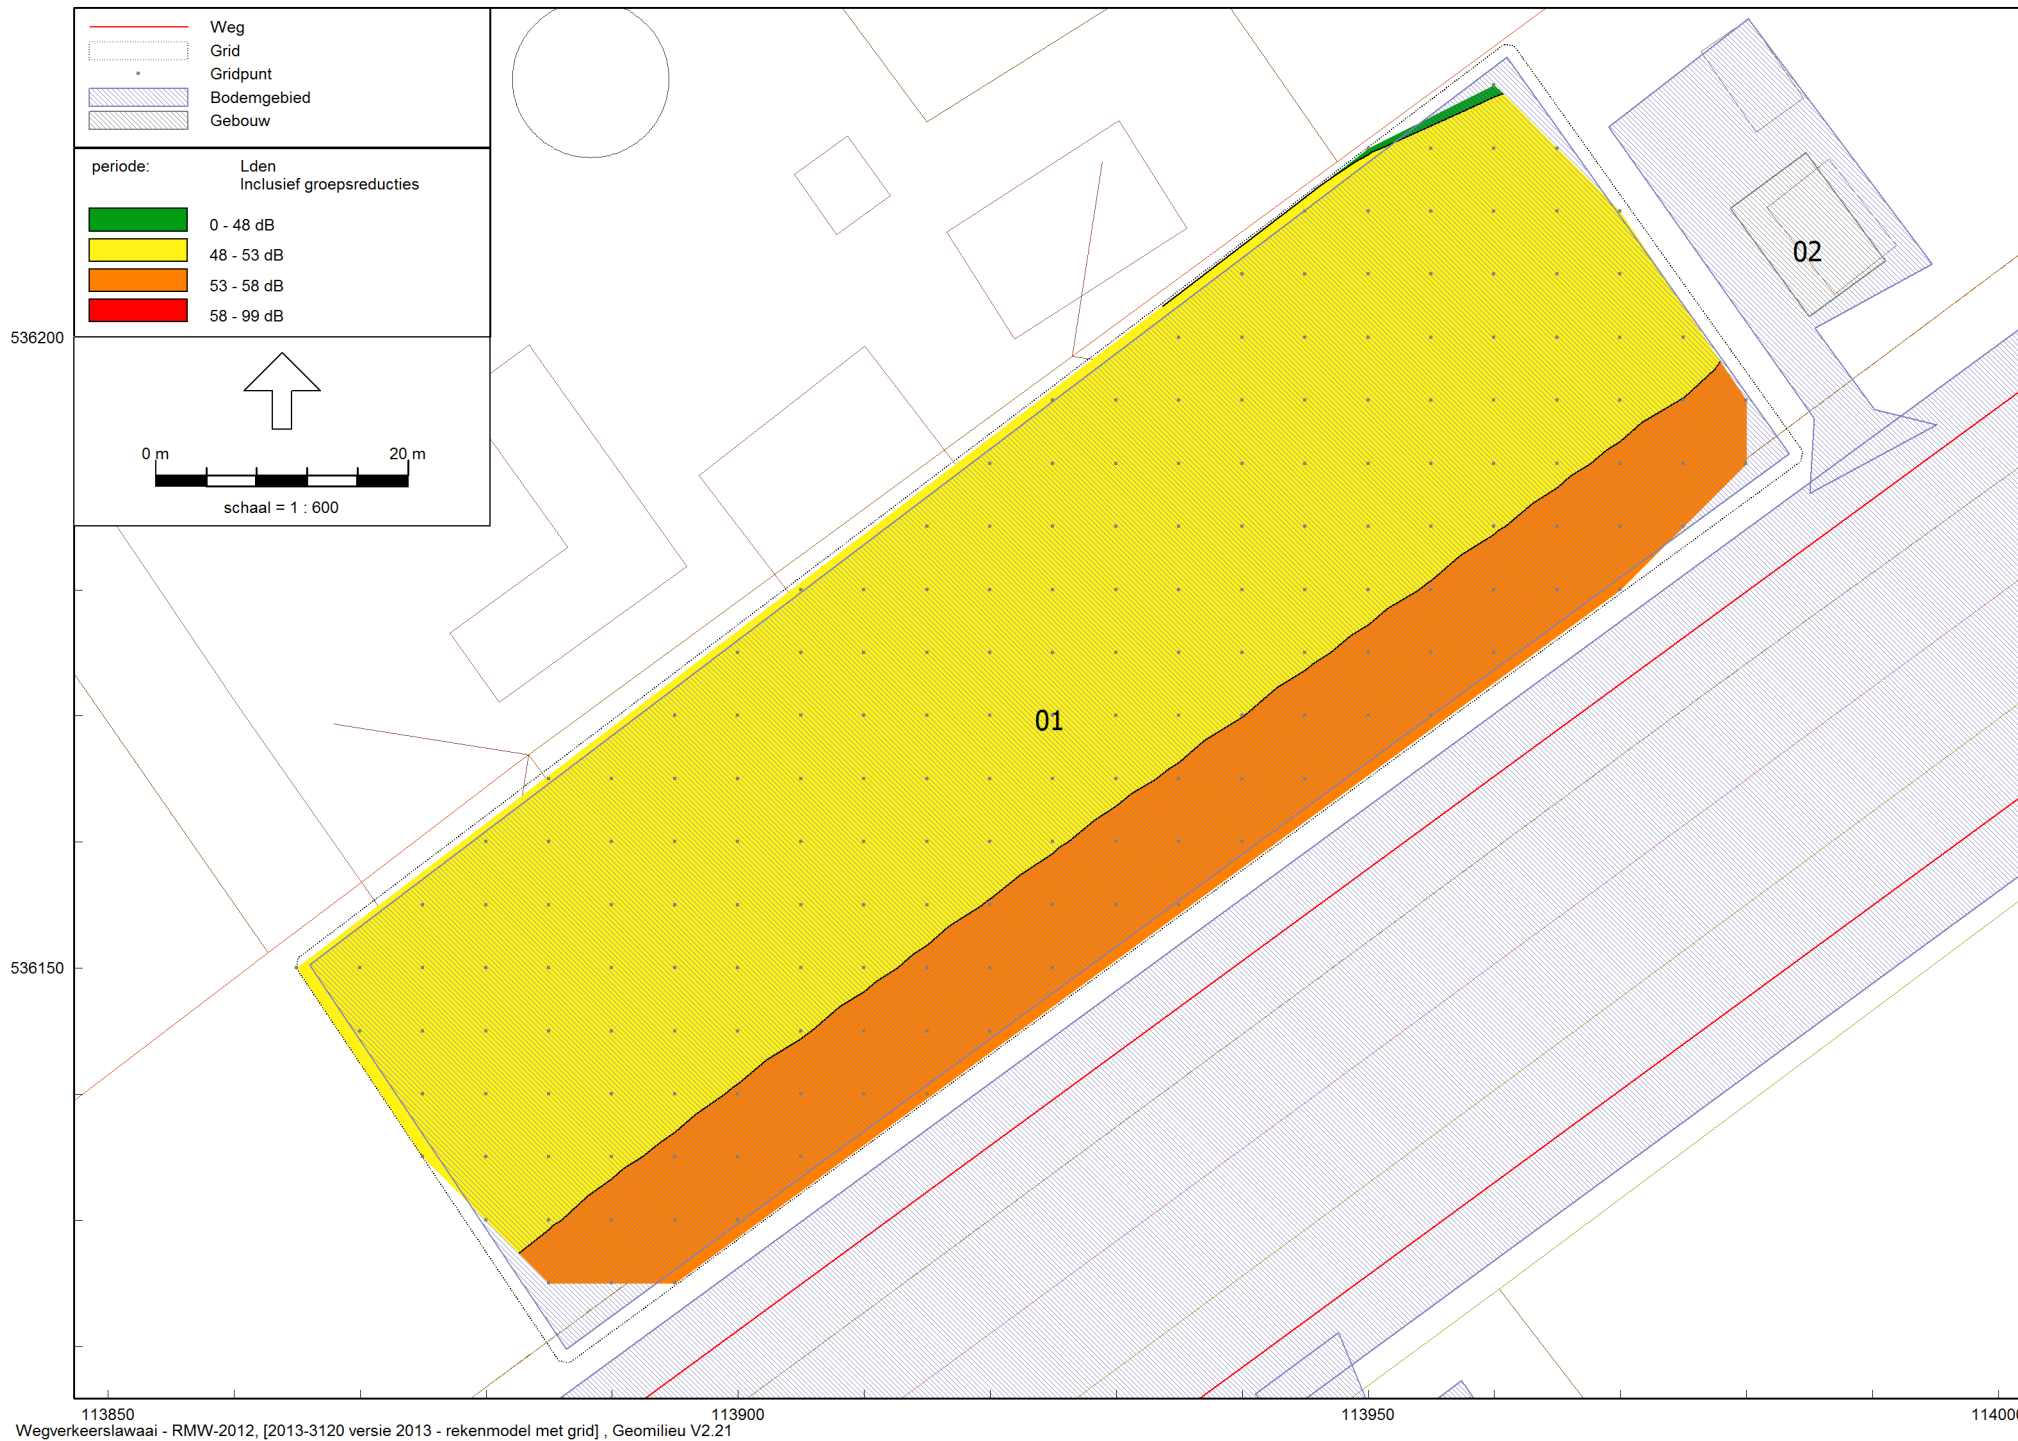 Weg
Grid
Gridpunt
Bodemgebied
Gebouw
periode: Lden
Inclusief groepsreducties
0 - 48 dB
48 - 53 dB
53 - 58 dB
58 - 99 dB
0 m 20 m
schaal = 1 : 600
02
01
536200
536150
113850 113900 113950 114000
Wegverkeerslawaai - RMW-2012, [2013-3120 versie 2013 - rekenmodel met grid] , Geomilieu V2.21